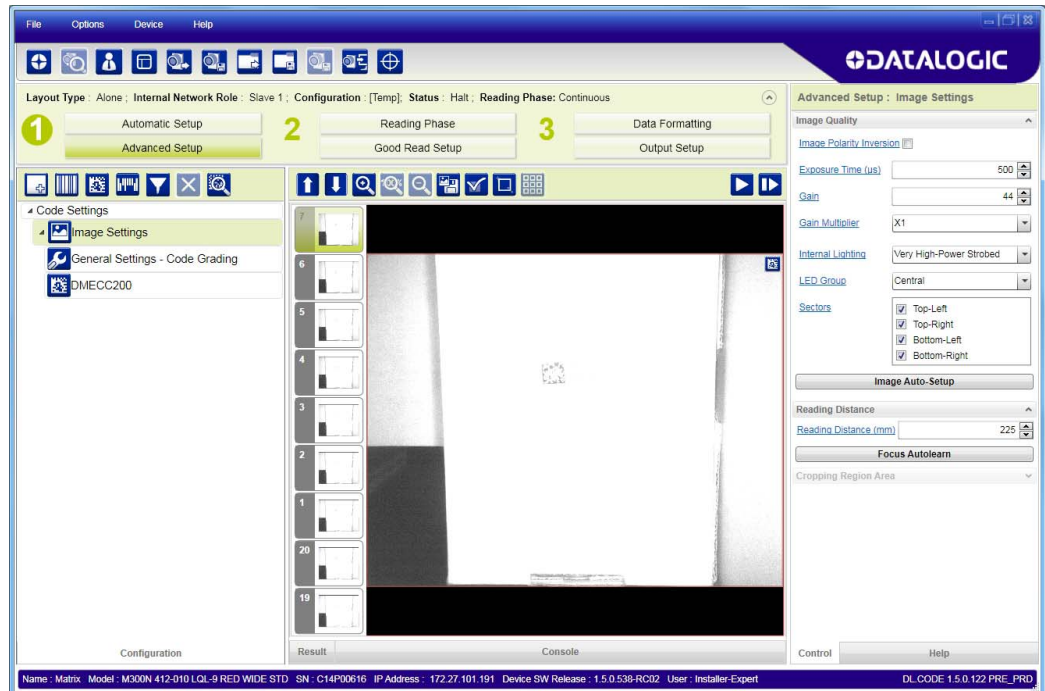 File Options Device Help
DATALOGIC
Layout Type : Alone ; Internal Network Role : Slave 1 ; Configuration : [Temp]; Status : Halt ; Reading Phase: Continuous
1 Automatic Setup
Advanced Setup
2 Reading Phase
Good Read Setup
3 Data Formatting
Output Setup
Code Settings
Image Settings
General Settings - Code Grading
DMECC200
Configuration
7
6
5
4
3
2
1
20
19
Result Console
Advanced Setup : Image Settings
Image Quality
Image Polarity Inversion
Exposure Time (µs) 500
Gain 44
Gain Multiplier X1
Internal Lighting Very High-Power Strobed
LED Group Central
Sectors Top-Left
Top-Right
Bottom-Left
Bottom-Right
Image Auto-Setup
Reading Distance
Reading Distance (mm) 225
Focus Autolearn
Cropping Region Area
Control Help
Name : Matrix Model : M300N 412-010 LQL-9 RED WIDE STD SN : C14P00616 IP Address : 172.27.101.191 Device SW Release : 1.5.0.538-RC02 User : Installer-Expert DL.CODE 1.5.0.122 PRE_PRD